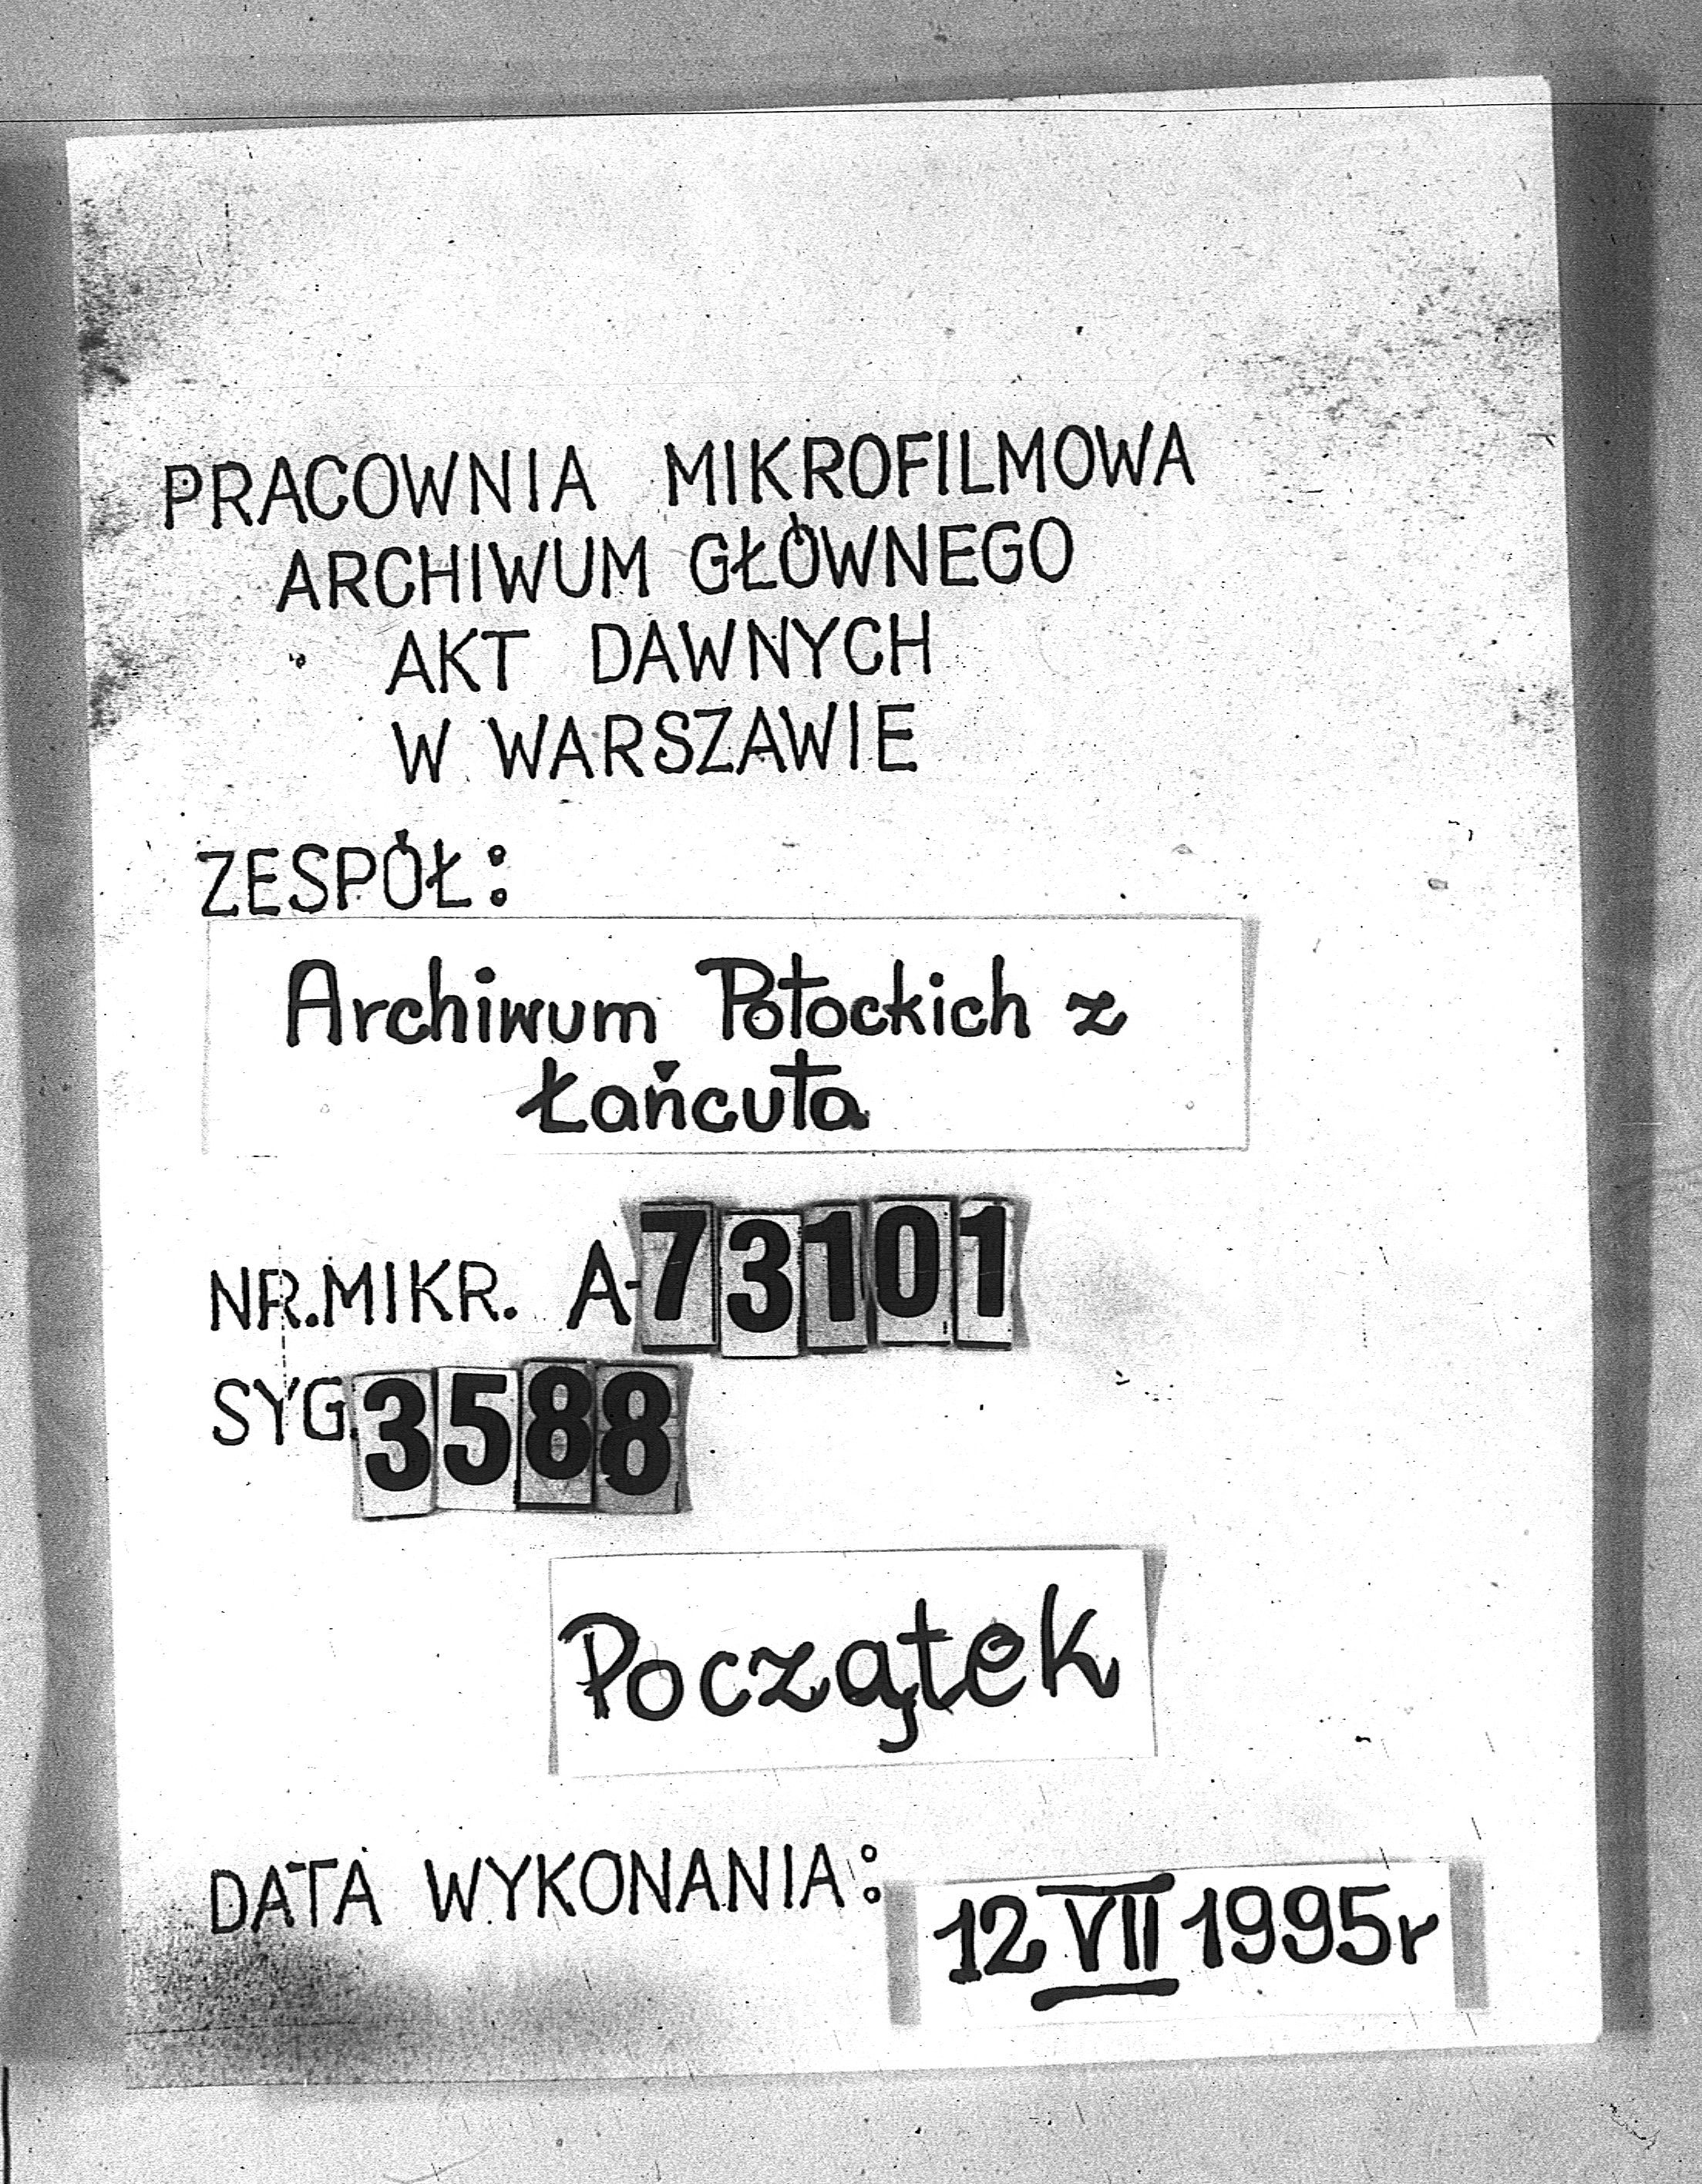 PRACOWNIA MIKROFILMOWA
ARCHIWUM GŁÓWNEGO
AKT DAWNYCH
W WARSZAWIE
ZESPÓŁ:
Archiwum Potockich z
Łańcuta
NR.MIKR. A-73101
SYG.3588
Początek
DATA WYKONANIA: 12 VII 1995r